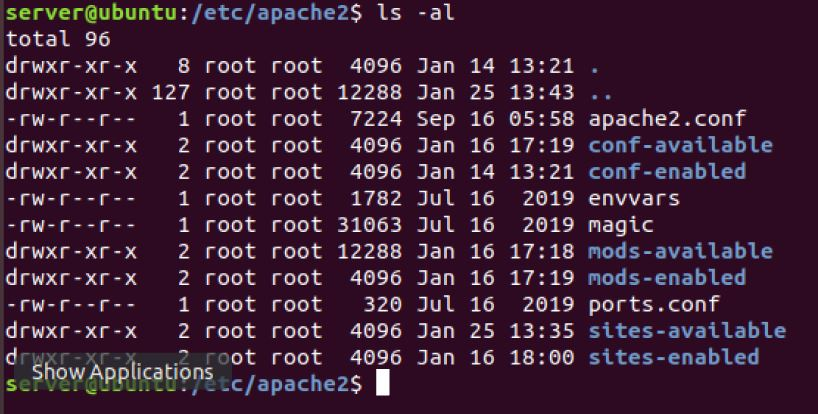 server@ubuntu:/etc/apache2$ ls -al
total 96
drwxr-xr-x   8 root root  4096 Jan 14 13:21 .
drwxr-xr-x 127 root root 12288 Jan 25 13:43 ..
-rw-r--r--   1 root root  7224 Sep 16 05:58 apache2.conf
drwxr-xr-x   2 root root  4096 Jan 16 17:19 conf-available
drwxr-xr-x   2 root root  4096 Jan 14 13:21 conf-enabled
-rw-r--r--   1 root root  1782 Jul 16  2019 envvars
-rw-r--r--   1 root root 31063 Jul 16  2019 magic
drwxr-xr-x   2 root root 12288 Jan 16 17:18 mods-available
drwxr-xr-x   2 root root  4096 Jan 16 17:19 mods-enabled
-rw-r--r--   1 root root   320 Jul 16  2019 ports.conf
drwxr-xr-x   2 root root  4096 Jan 25 13:35 sites-available
drwxr-xr-x   2 root root  4096 Jan 16 18:00 sites-enabled
Show Applications
server@ubuntu:/etc/apache2$